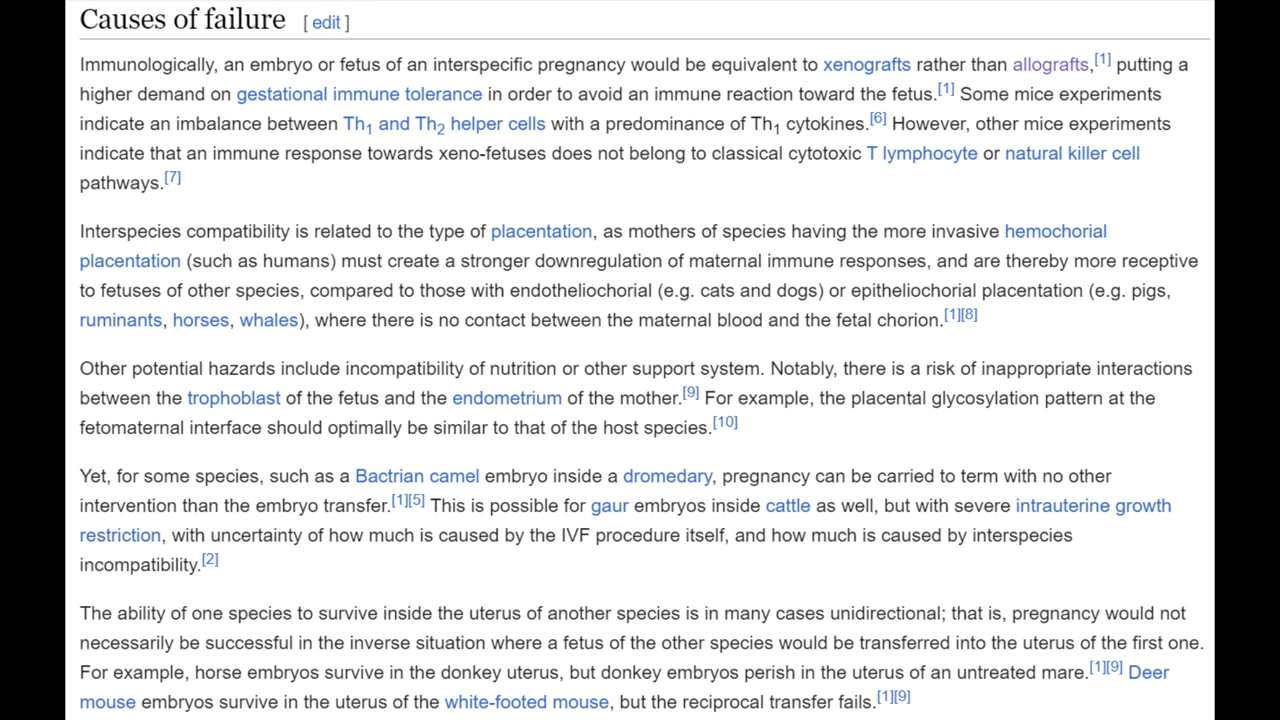 Causes of failure [ edit ]
Immunologically, an embryo or fetus of an interspecific pregnancy would be equivalent to xenografts rather than allografts,[1] putting a
higher demand on gestational immune tolerance in order to avoid an immune reaction toward the fetus.[1] Some mice experiments
indicate an imbalance between Th1 and Th2 helper cells with a predominance of Th1 cytokines.[6] However, other mice experiments
indicate that an immune response towards xeno-fetuses does not belong to classical cytotoxic T lymphocyte or natural killer cell
pathways.[7]
Interspecies compatibility is related to the type of placentation, as mothers of species having the more invasive hemochorial
placentation (such as humans) must create a stronger downregulation of maternal immune responses, and are thereby more receptive
to fetuses of other species, compared to those with endotheliochorial (e.g. cats and dogs) or epitheliochorial placentation (e.g. pigs,
ruminants, horses, whales), where there is no contact between the maternal blood and the fetal chorion.[1][8]
Other potential hazards include incompatibility of nutrition or other support system. Notably, there is a risk of inappropriate interactions
between the trophoblast of the fetus and the endometrium of the mother.[9] For example, the placental glycosylation pattern at the
fetomaternal interface should optimally be similar to that of the host species.[10]
Yet, for some species, such as a Bactrian camel embryo inside a dromedary, pregnancy can be carried to term with no other
intervention than the embryo transfer.[1][5] This is possible for gaur embryos inside cattle as well, but with severe intrauterine growth
restriction, with uncertainty of how much is caused by the IVF procedure itself, and how much is caused by interspecies
incompatibility.[2]
The ability of one species to survive inside the uterus of another species is in many cases unidirectional; that is, pregnancy would not
necessarily be successful in the inverse situation where a fetus of the other species would be transferred into the uterus of the first one.
For example, horse embryos survive in the donkey uterus, but donkey embryos perish in the uterus of an untreated mare.[1][9] Deer
mouse embryos survive in the uterus of the white-footed mouse, but the reciprocal transfer fails.[1][9]